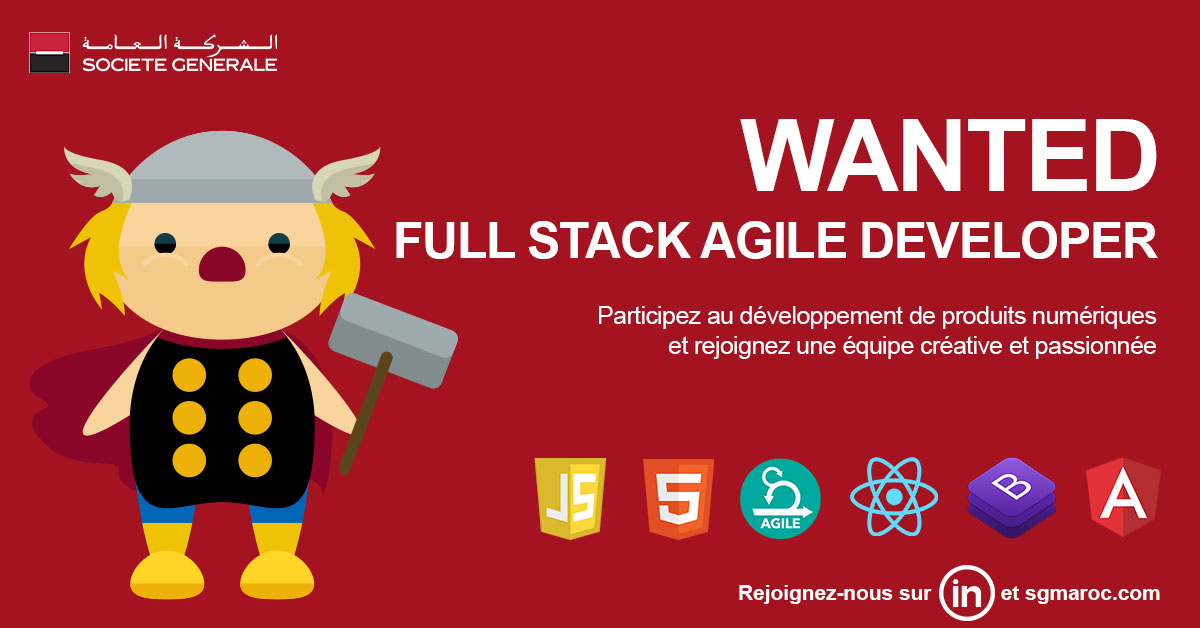 الشركة العامة
SOCIETE GENERALE
WANTED
FULL STACK AGILE DEVELOPER
Participez au développement de produits numériques
et rejoignez une équipe créative et passionnée
JS
5
AGILE
B
A
Rejoignez-nous sur in et sgmaroc.com